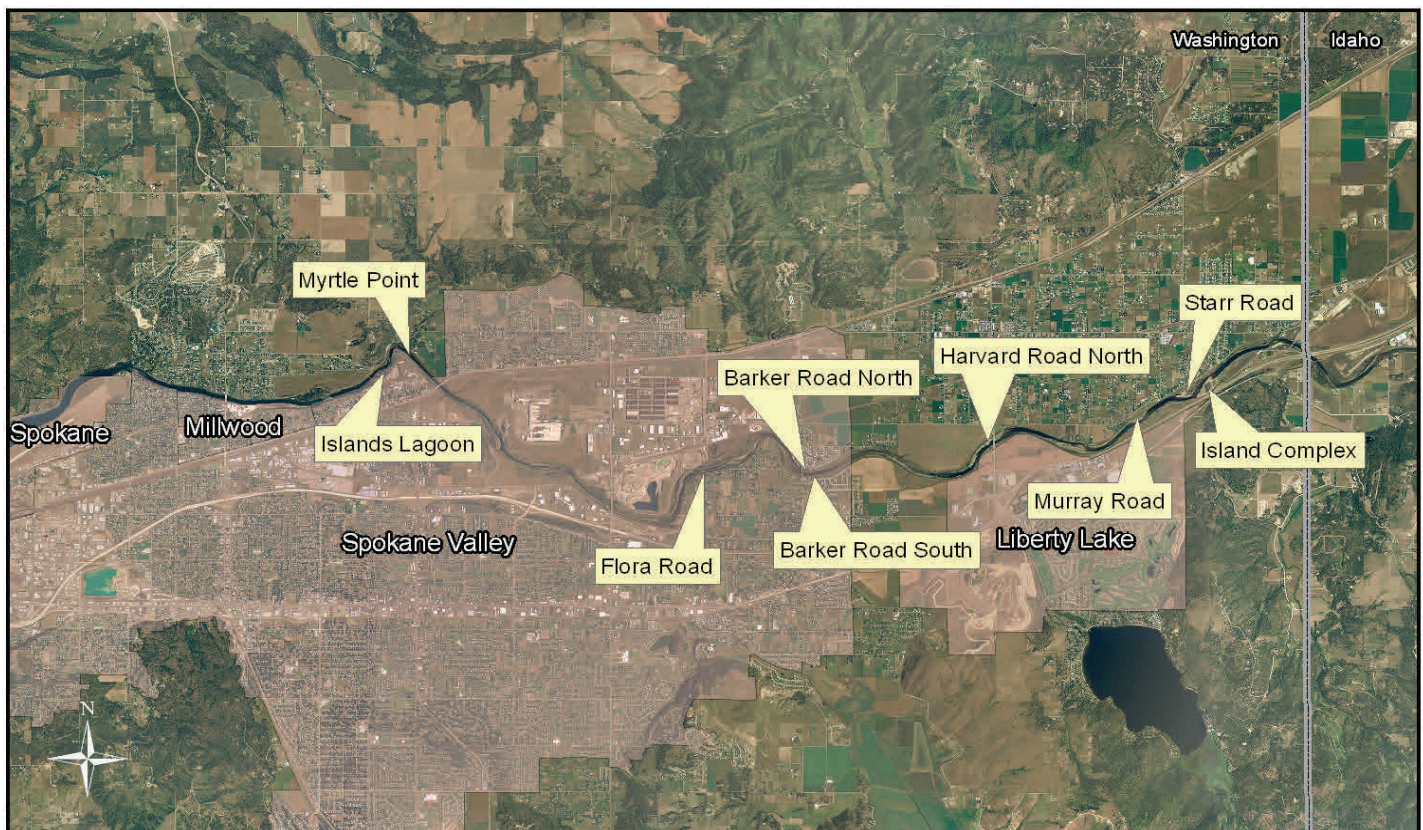 Washington
Idaho
Myrtle Point
Starr Road
Harvard Road North
Barker Road North
Spokane
Millwood
Islands Lagoon
Island Complex
Murray Road
Spokane Valley
Liberty Lake
Barker Road South
Flora Road
N